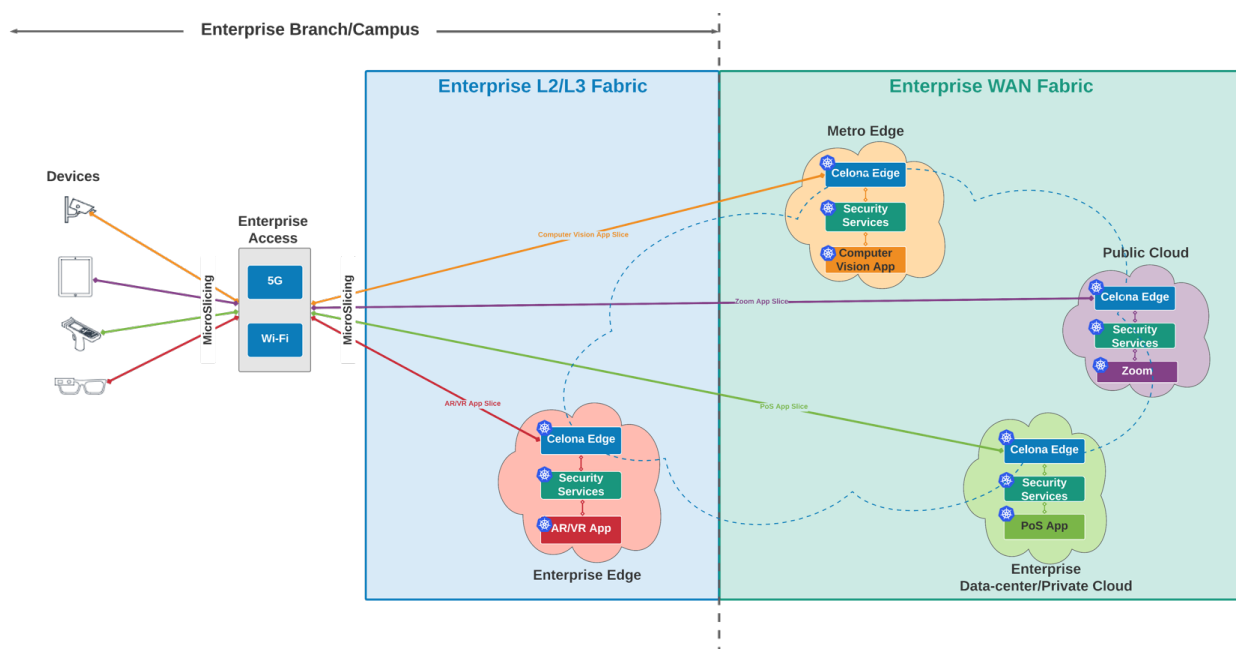 Enterprise Branch/Campus
Enterprise L2/L3 Fabric
Enterprise WAN Fabric
Metro Edge
Celona Edge
Security
Services
Computer
Vision App
Devices
Enterprise
Access
5G
Wi-Fi
MicroSlicing
MicroSlicing
Computer Vision App Slice
Zoom App Slice
AR/VR App Slice
PoS App Slice
Public Cloud
Celona Edge
Security
Services
Zoom
Celona Edge
Security
Services
AR/VR App
Enterprise Edge
Celona Edge
Security
Services
PoS App
Enterprise
Data-center/Private Cloud